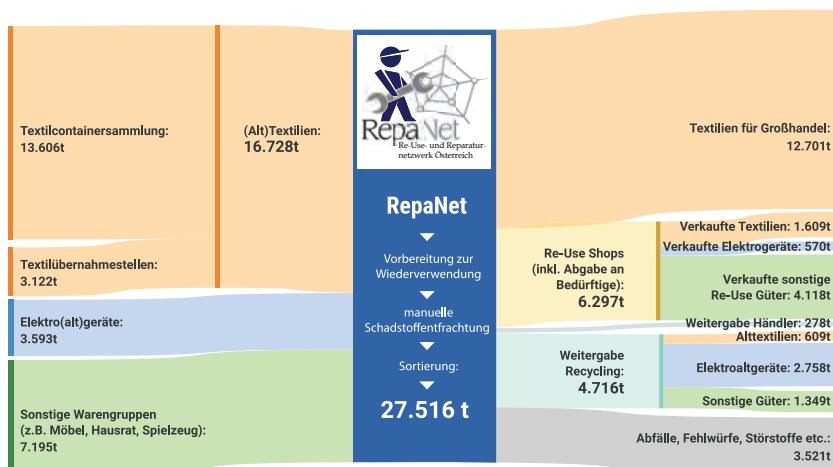 Textilcontainersammlung:
13.606t
(Alt)Textilien:
16.728t
Textilübernahmestellen:
3.122t
Elektro(alt)geräte:
3.593t
Sonstige Warengruppen
(z.B. Möbel, Hausrat, Spielzeug):
7.195t
RepaNet
Re-Use- und Reparatur-
netzwerk Österreich
RepaNet
Vorbereitung zur
Wiederverwendung
manuelle
Schadstoffentfrachtung
Sortierung:
27.516 t
Textilien für Großhandel:
12.701t
Re-Use Shops
(inkl. Abgabe an
Bedürftige):
6.297t
Verkaufte Textilien: 1.609t
Verkaufte Elektrogeräte: 570t
Verkaufte sonstige
Re-Use Güter: 4.118t
Weitergabe Händler: 278t
Weitergabe
Recycling:
4.716t
Alttextilien: 609t
Elektroaltgeräte: 2.758t
Sonstige Güter: 1.349t
Abfälle, Fehlwürfe, Störstoffe etc.:
3.521t